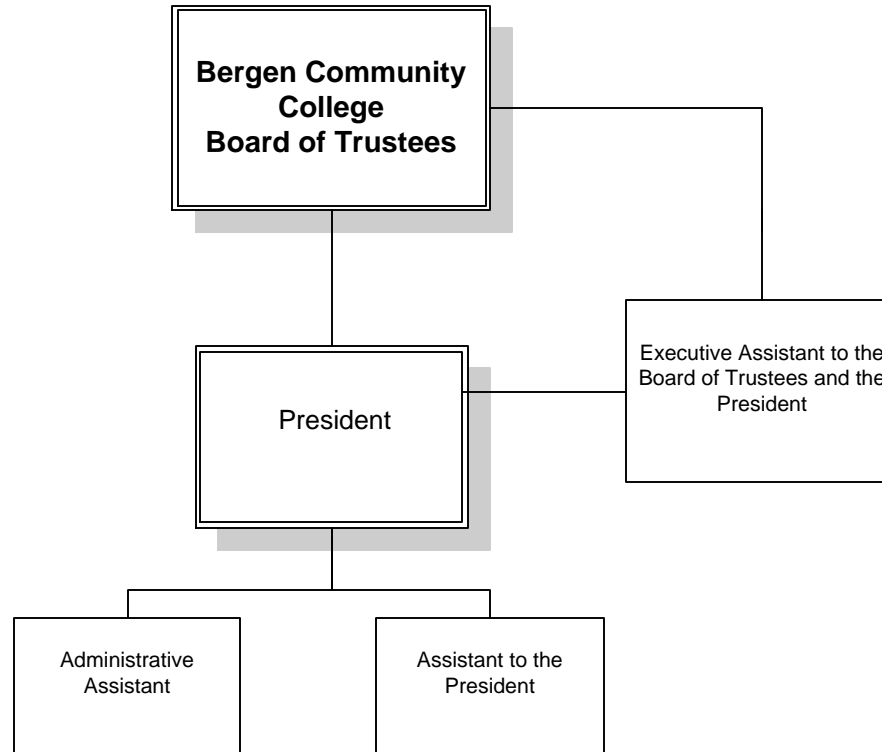 Bergen Community
College
Board of Trustees
Executive Assistant to the
Board of Trustees and the
President
President
Administrative
Assistant
Assistant to the
President